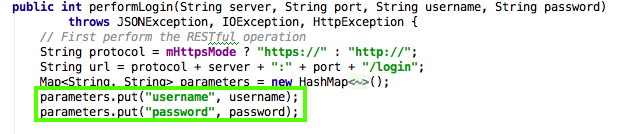 public int performLogin(String server, String port, String username, String password)
throws JSONException, IOException, HttpException {
// First perform the RESTful operation
String protocol = mHttpsMode ? "https://" : "http://";
String url = protocol + server + ":" + port + "/login";
Map<String, String> parameters = new HashMap<~>();
parameters.put("username", username);
parameters.put("password", password);